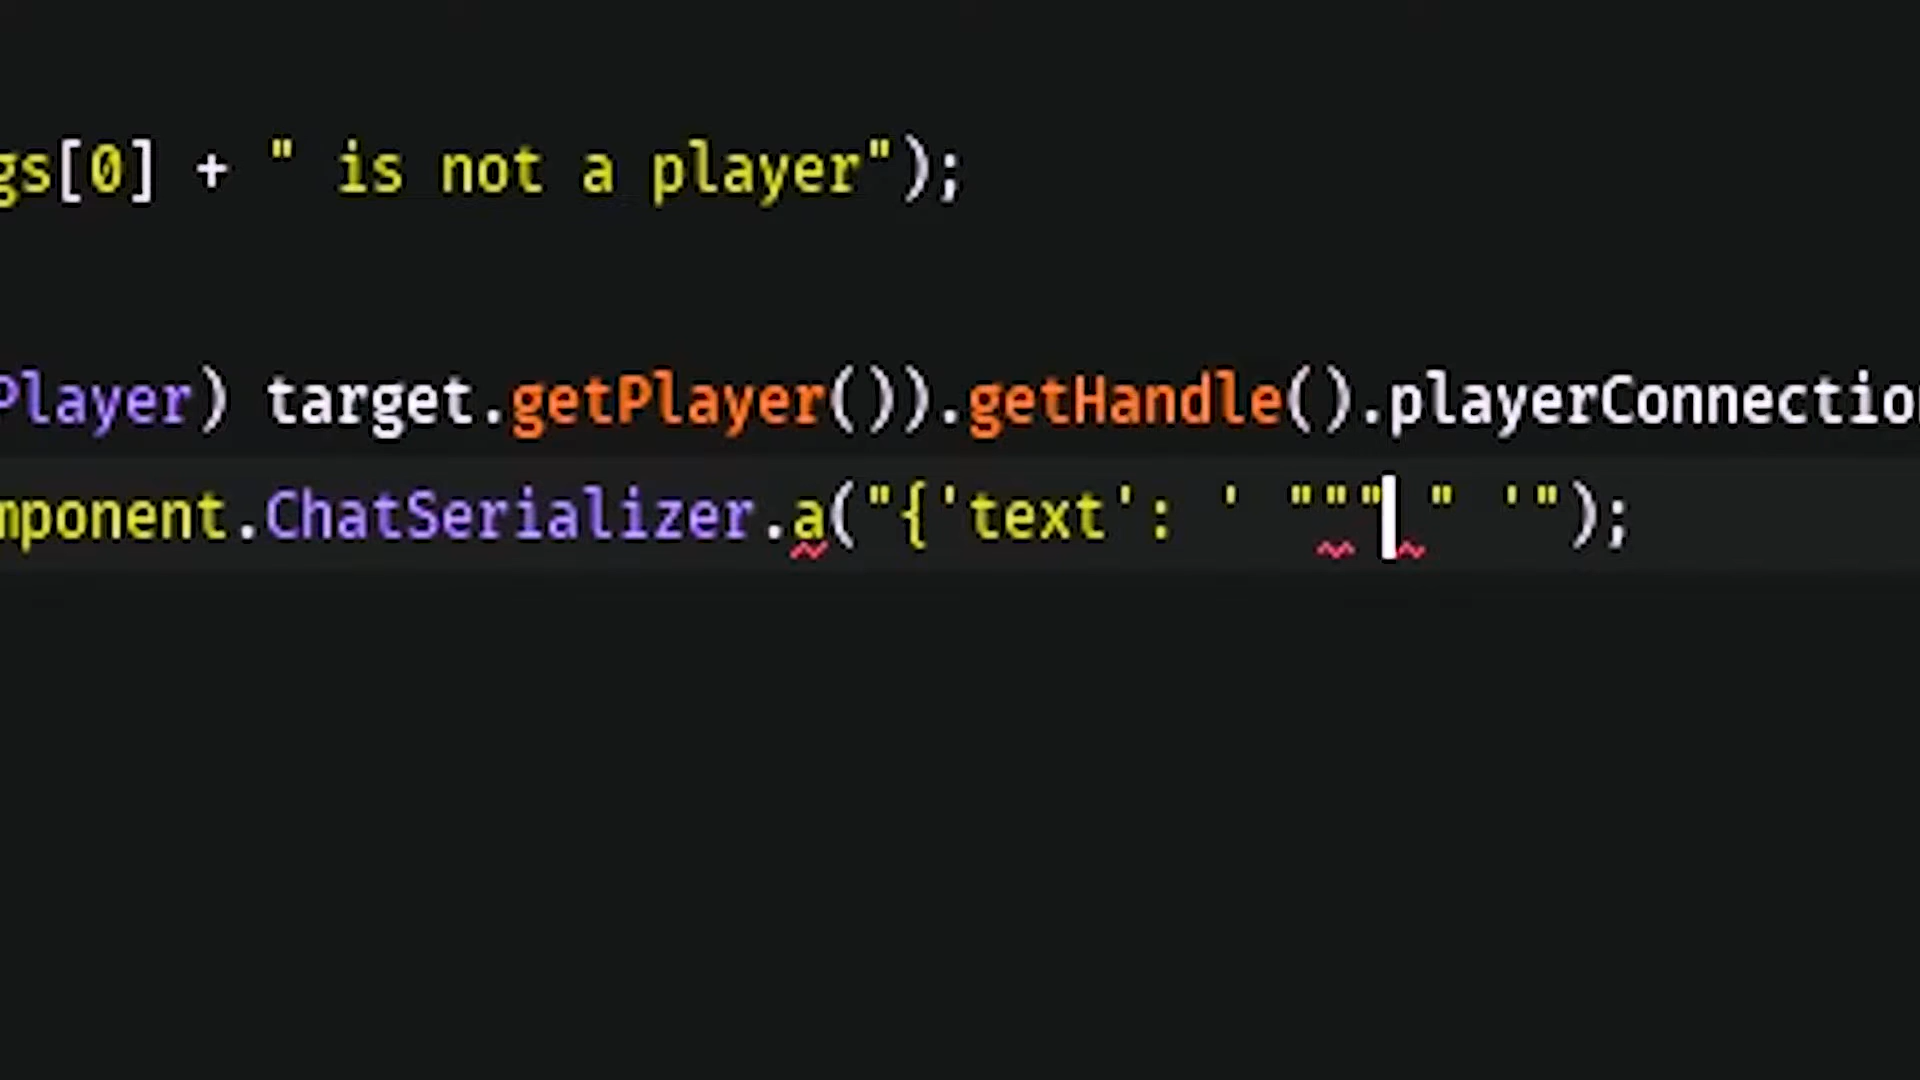 gs[0] + " is not a player");
Player) target.getPlayer()).getHandle().playerConnectio
mponent.ChatSerializer.a("{'text': ' """ " '");